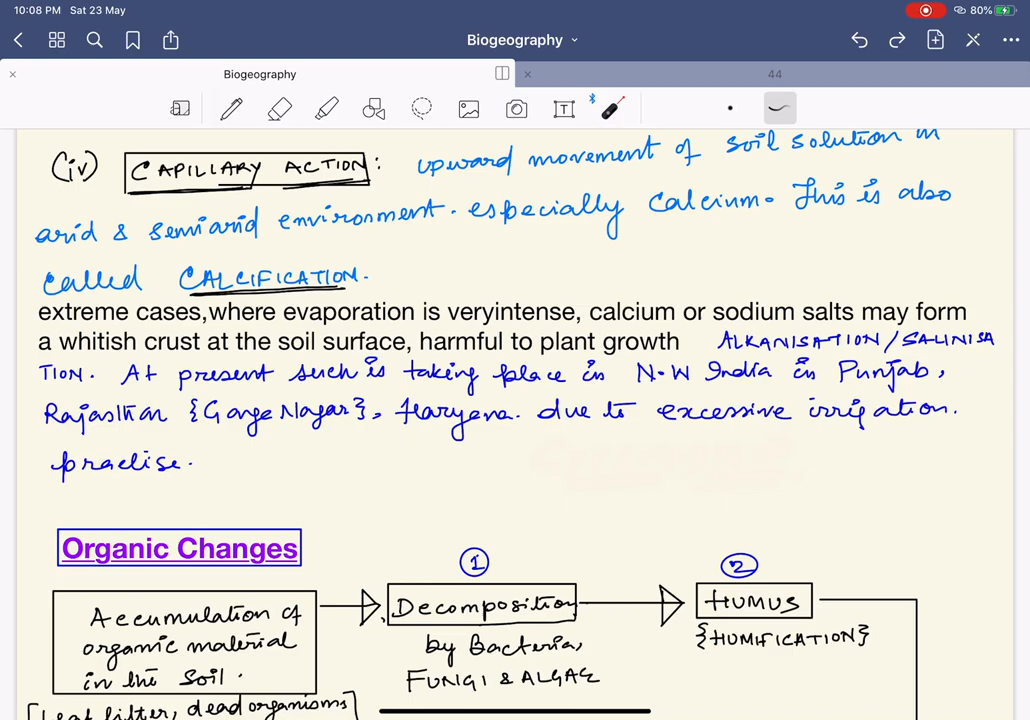 10:08 PM Sat 23 May
80%
Biogeography
Biogeography
44
(iv) CAPILLARY ACTION: upward movement of soil solution in
arid & semiarid environment. especially calcium. This is also
called CALCIFICATION.
extreme cases,where evaporation is veryintense, calcium or sodium salts may form
a whitish crust at the soil surface, harmful to plant growth ALKANISATION/SALINISA
TION. At present such is taking place in N.W India in Punjab,
Rajasthan {Gange Nagar}, Haryana. due to excessive irrigation.
practise.
Organic Changes
1 2
Accumulation of
organic material
in the soil.
Decomposition
by Bacteria,
FUNGI & ALGAE
HUMUS
{HUMIFICATION}
[Leaf litter, dead organisms]